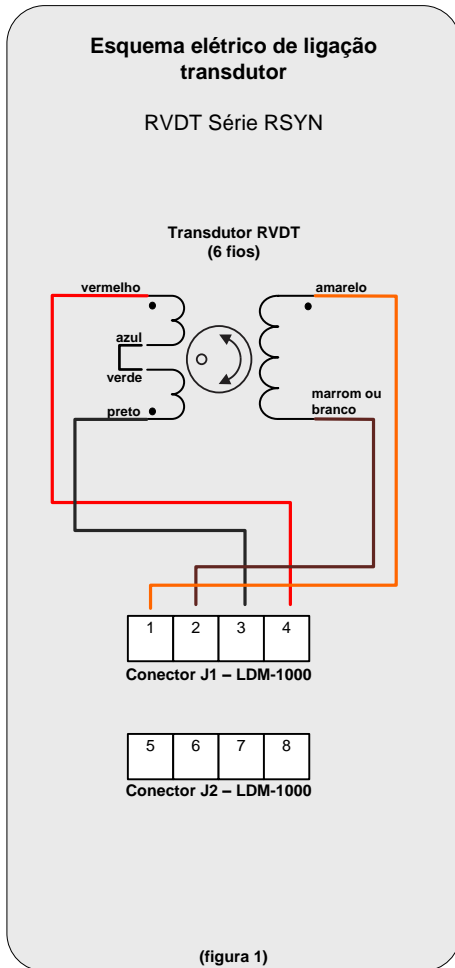 Esquema elétrico de ligação
transdutor
RVDT Série RSYN
Transdutor RVDT
(6 fios)
vermelho
amarelo
azul
verde
preto
marrom ou
branco
1 2 3 4
Conector J1 – LDM-1000
5 6 7 8
Conector J2 – LDM-1000
(figura 1)